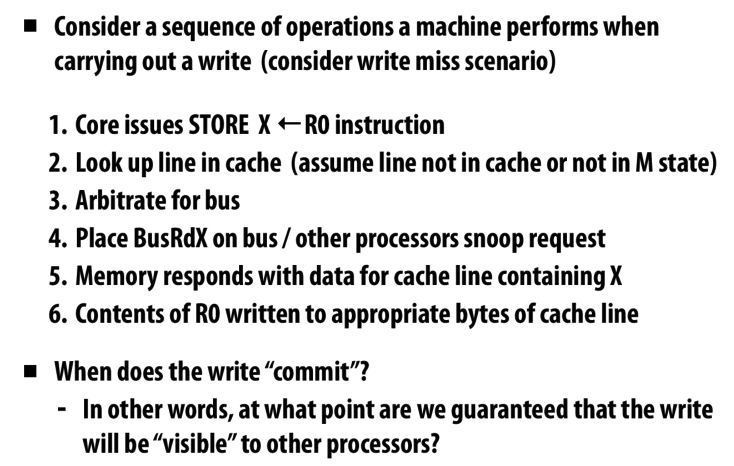 ■ Consider a sequence of operations a machine performs when
carrying out a write (consider write miss scenario)
1. Core issues STORE X ← R0 instruction
2. Look up line in cache (assume line not in cache or not in M state)
3. Arbitrate for bus
4. Place BusRdX on bus / other processors snoop request
5. Memory responds with data for cache line containing X
6. Contents of R0 written to appropriate bytes of cache line
■ When does the write “commit”?
- In other words, at what point are we guaranteed that the write
will be “visible” to other processors?